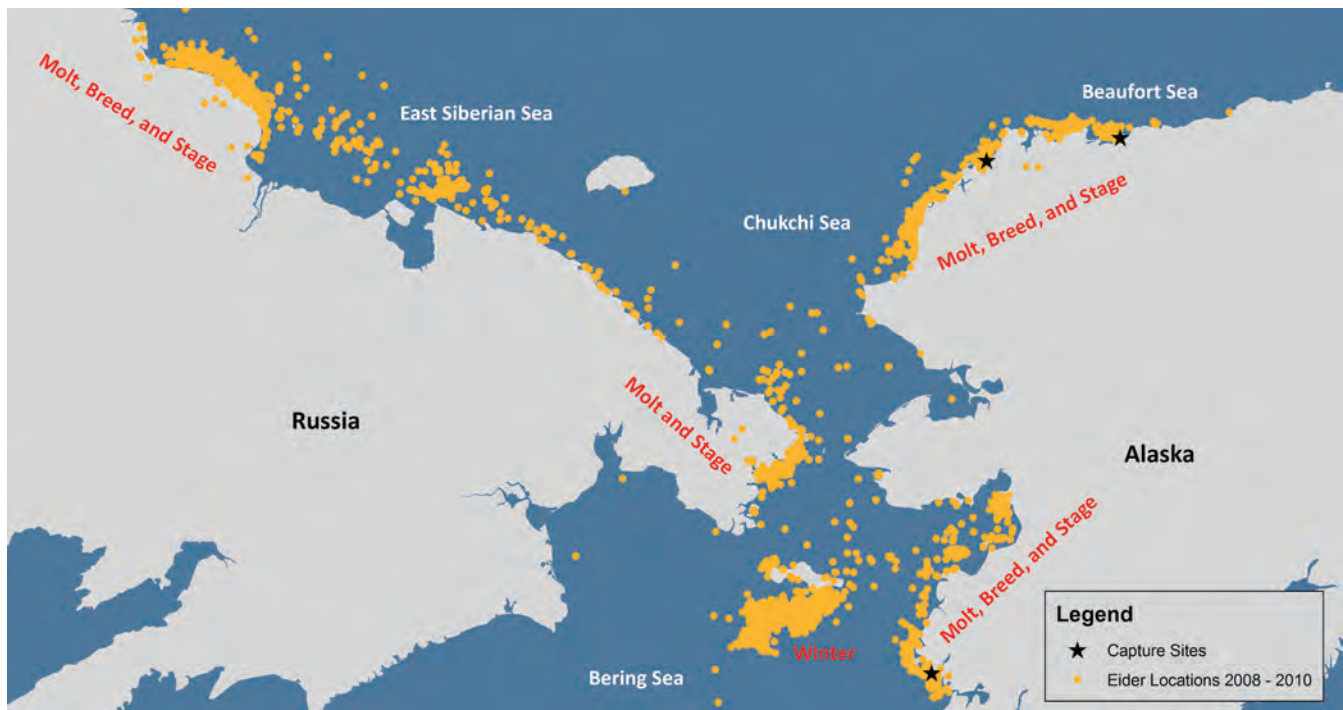 Molt, Breed, and Stage
East Siberian Sea
Beaufort Sea
Chukchi Sea
Molt, Breed, and Stage
Russia
Molt and Stage
Alaska
Molt, Breed, and Stage
Winter
Bering Sea
Legend
Capture Sites
Eider Locations 2008 - 2010